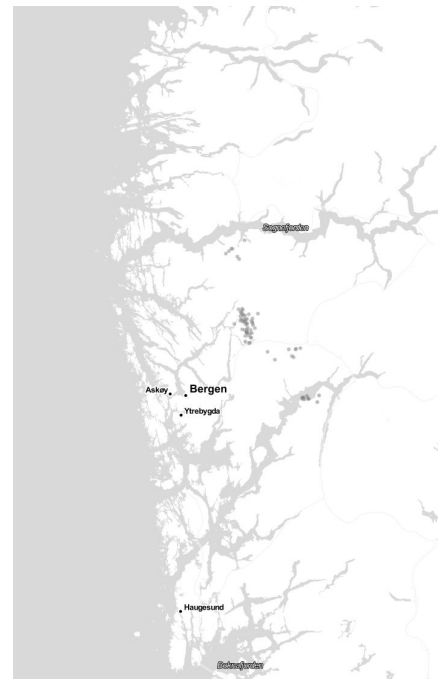 Sognefjorden
Askøy
Bergen
Ytrebygda
Haugesund
Boknafjorden